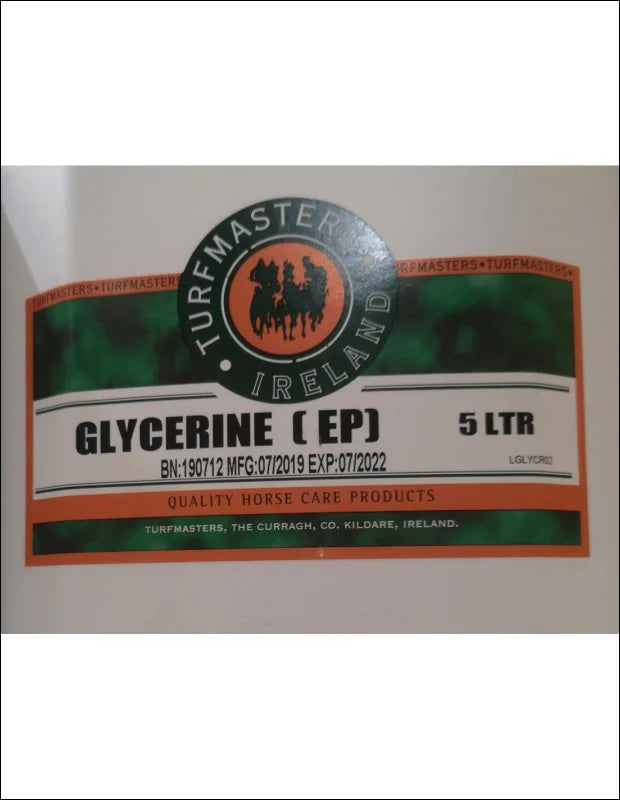 TURFMASTERS
IRELAND
TURFMASTERS•TURFMASTERS
RFMASTERS•TURFMASTERS•
GLYCERINE ( EP)
5 LTR
BN:190712 MFG:07/2019 EXP:07/2022
LGLYCR02
QUALITY HORSE CARE PRODUCTS
TURFMASTERS, THE CURRAGH, CO. KILDARE, IRELAND.